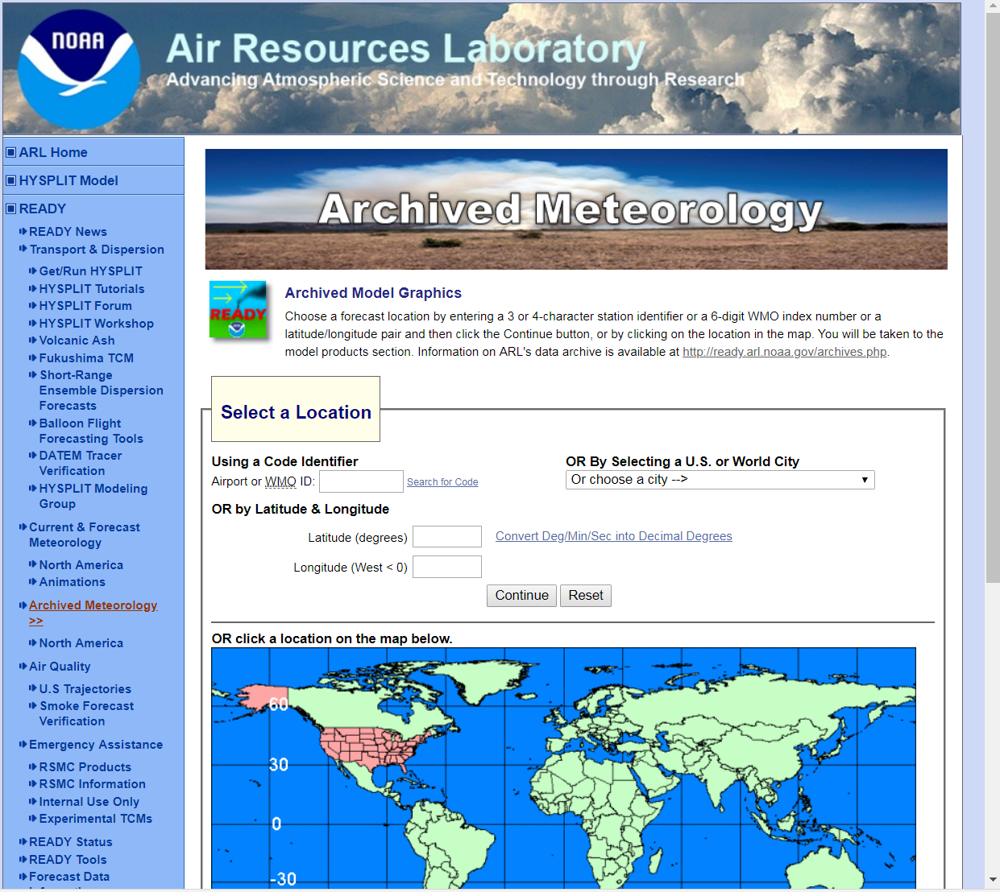 NOAA
Air Resources Laboratory
Advancing Atmospheric Science and Technology through Research
ARL Home
HYSPLIT Model
READY
READY News
Transport & Dispersion
Get/Run HYSPLIT
HYSPLIT Tutorials
HYSPLIT Forum
HYSPLIT Workshop
Volcanic Ash
Fukushima TCM
Short-Range
Ensemble Dispersion
Forecasts
Balloon Flight
Forecasting Tools
DATEM Tracer
Verification
HYSPLIT Modeling
Group
Current & Forecast
Meteorology
North America
Animations
Archived Meteorology
>>
North America
Air Quality
U.S Trajectories
Smoke Forecast
Verification
Emergency Assistance
RSMC Products
RSMC Information
Internal Use Only
Experimental TCMs
READY Status
READY Tools
Forecast Data
Archived Meteorology
READY
Archived Model Graphics
Choose a forecast location by entering a 3 or 4-character station identifier or a 6-digit WMO index number or a
latitude/longitude pair and then click the Continue button, or by clicking on the location in the map. You will be taken to the
model products section. Information on ARL's data archive is available at http://ready.arl.noaa.gov/archives.php.
Select a Location
Using a Code Identifier
Airport or WMO ID:
Search for Code
OR By Selecting a U.S. or World City
Or choose a city -->
OR by Latitude & Longitude
Latitude (degrees)
Convert Deg/Min/Sec into Decimal Degrees
Longitude (West < 0)
Continue
Reset
OR click a location on the map below.
60
30
0
-30